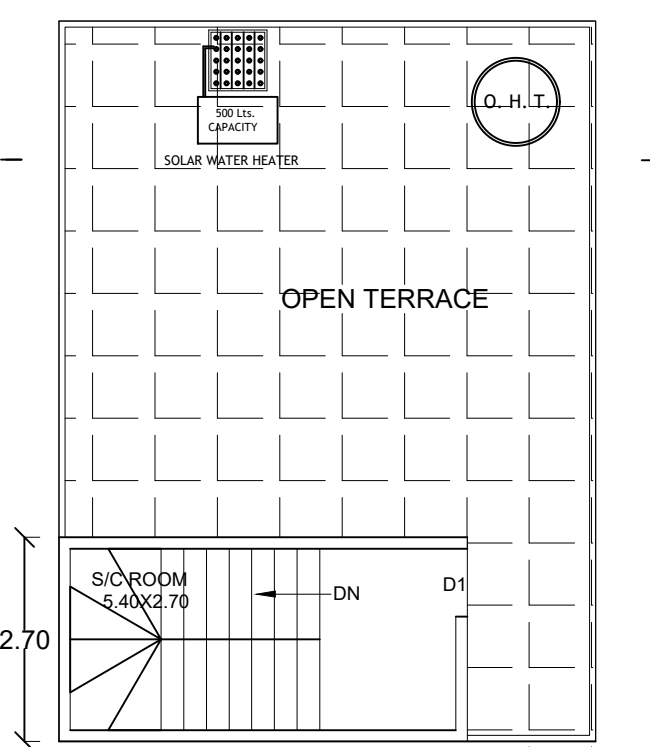 500 Lts.
CAPACITY
SOLAR WATER HEATER
O. H. T.
OPEN TERRACE
S/C ROOM
5.40X2.70
DN
D1
2.70